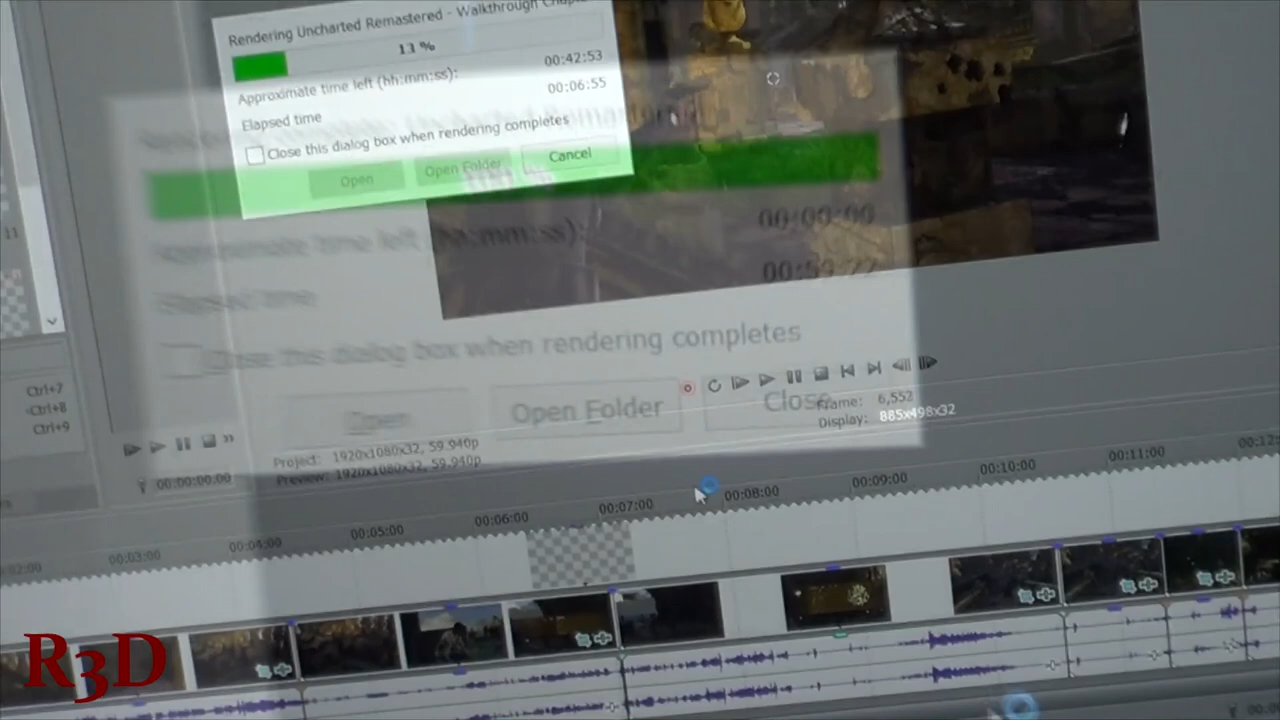 Rendering Uncharted Remastered - Walkthrough
13 %
Approximate time left (hh:mm:ss): 00:42:53
Elapsed time 00:06:55
Close this dialog box when rendering completes
Open Open Folder Cancel
Approximate time left (hh:mm:ss): 00:00:00
Elapsed time
Close this dialog box when rendering completes
Open Open Folder Close
11
Ctrl+7
Ctrl+8
Ctrl+9
Frame: 6,552
Display: 885x498x32
Project: 1920x1080x32, 59.940p
Preview: 1920x1080x32, 59.940p
00:00:00;00
00:03:00 00:04:00 00:05:00 00:06:00 00:07:00 00:08:00 00:09:00 00:10:00 00:11:00
R3D